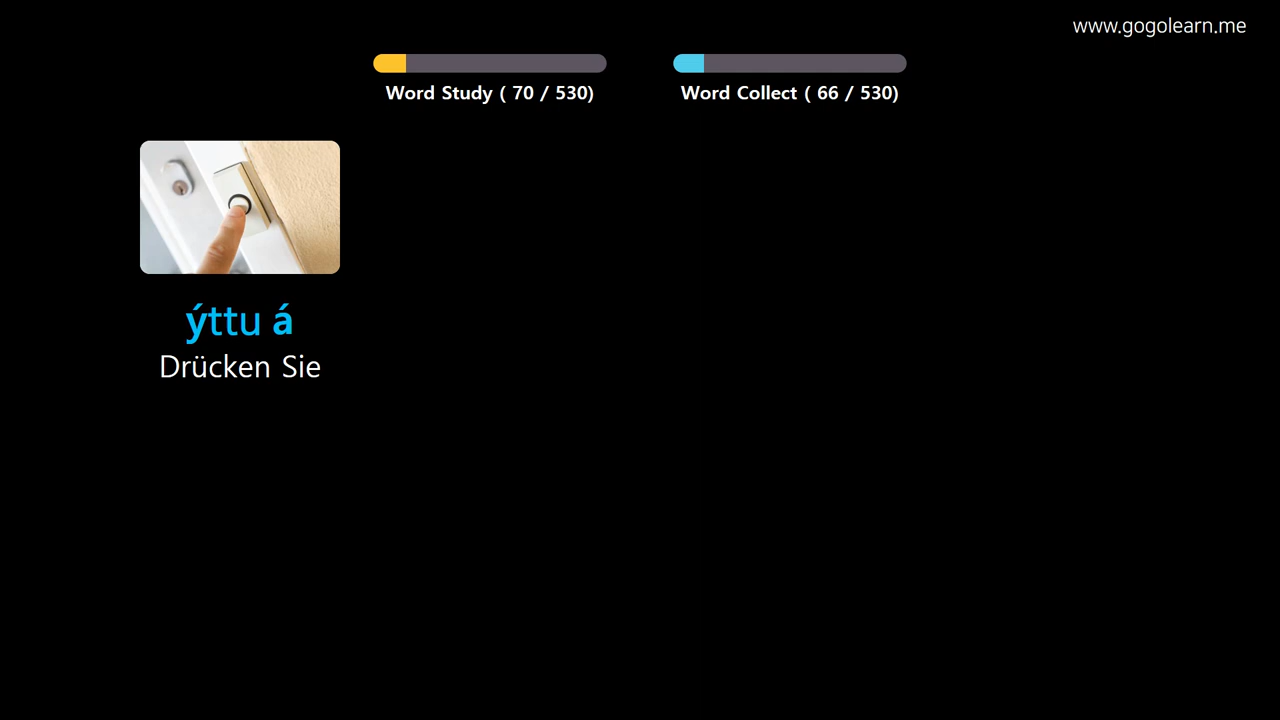 www.gogolearn.me
Word Study ( 70 / 530)
Word Collect ( 66 / 530)
ýttu á
Drücken Sie